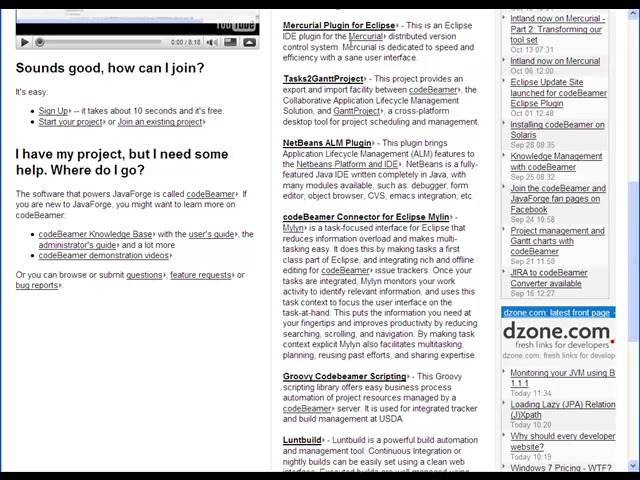 YouTube
0:00 / 8:18
Sounds good, how can I join?
It's easy:
Sign Up -- it takes about 10 seconds and it's free.
Start your project or Join an existing project
I have my project, but I need some
help. Where do I go?
The software that powers JavaForge is called codeBeamer. If
you are new to JavaForge, you might want to learn more on
codeBeamer:
codeBeamer Knowledge Base with the user's guide, the
administrator's guide and a lot more
codeBeamer demonstration videos
Or you can browse or submit questions, feature requests or
bug reports.
Mercurial Plugin for Eclipse - This is an Eclipse
IDE plugin for the Mercurial distributed version
control system. Mercurial is dedicated to speed and
efficiency with a sane user interface.
Tasks2GanttProject - This project provides an
export and import facility between codeBeamer, the
Collaborative Application Lifecycle Management
Solution, and GanttProject, a cross-platform
desktop tool for project scheduling and management.
NetBeans ALM Plugin - This plugin brings
Application Lifecycle Management (ALM) features to
the Netbeans Platform and IDE. NetBeans is a fully-
featured Java IDE written completely in Java, with
many modules available, such as: debugger, form
editor, object browser, CVS, emacs integration, etc.
codeBeamer Connector for Eclipse Mylin -
Mylyn is a task-focused interface for Eclipse that
reduces information overload and makes multi-
tasking easy. It does this by making tasks a first
class part of Eclipse, and integrating rich and offline
editing for codeBeamer issue trackers. Once your
tasks are integrated, Mylyn monitors your work
activity to identify relevant information, and uses this
task context to focus the user interface on the
task-at-hand. This puts the information you need at
your fingertips and improves productivity by reducing
searching, scrolling, and navigation. By making task
context explicit Mylyn also facilitates multitasking,
planning, reusing past efforts, and sharing expertise.
Groovy Codebeamer Scripting - This Groovy
scripting library offers easy business process
automation of project resources managed by a
codeBeamer server. It is used for integrated tracker
and build management at USDA.
Luntbuild - Luntbuild is a powerful build automation
and management tool. Continuous Integration or
nightly builds can be easily set using a clean web
interface. Executed builds are well managed using
Intland now on Mercurial -
Part 2: Transforming our
tool set
Oct 13 07:31
Intland now on Mercurial
Oct 06 12:00
Eclipse Update Site
launched for codeBeamer
Eclipse Plugin
Oct 01 12:48
Installing codeBeamer on
Solaris
Sep 28 08:35
Knowledge Management
with codeBeamer
Sep 25 08:32
Join the codeBeamer
and JavaForge fan pages on
Facebook
Sep 24 10:58
Project management and
Gantt charts with
codeBeamer
Sep 21 11:58
JIRA to codeBeamer
Converter available
Sep 16 12:27
dzone.com: latest front page
dzone.com
fresh links for developers
dzone.com: fresh links for develop
Monitoring your JVM using B
1.1.1
Today 11:34
Loading Lazy (JPA) Relation
(J)Xpath
Today 10:20
Why should every developer
website?
Today 10:19
Windows 7 Pricing - WTF?